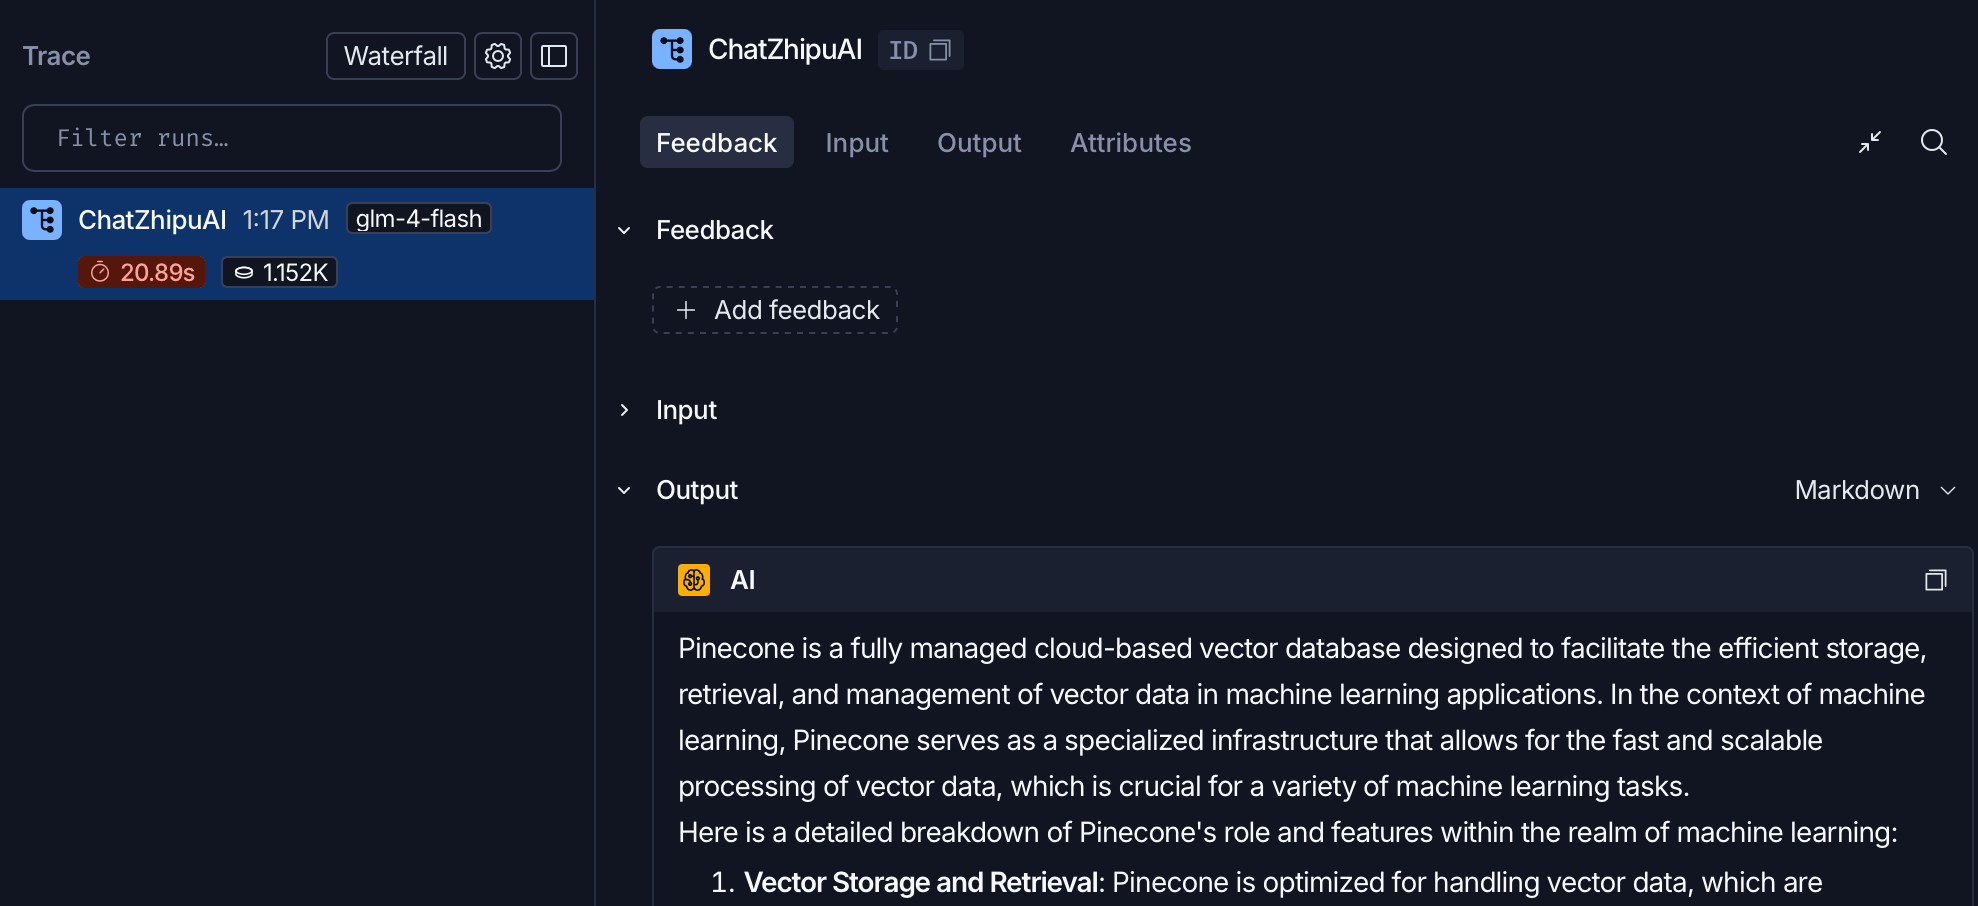 Trace
Waterfall
Filter runs…
ChatZhipuAI 1:17 PM glm-4-flash
20.89s 1.152K
ChatZhipuAI ID
Feedback Input Output Attributes
Feedback
Add feedback
Input
Output
Markdown
AI
Pinecone is a fully managed cloud-based vector database designed to facilitate the efficient storage,
retrieval, and management of vector data in machine learning applications. In the context of machine
learning, Pinecone serves as a specialized infrastructure that allows for the fast and scalable
processing of vector data, which is crucial for a variety of machine learning tasks.
Here is a detailed breakdown of Pinecone's role and features within the realm of machine learning:
1. Vector Storage and Retrieval: Pinecone is optimized for handling vector data, which are